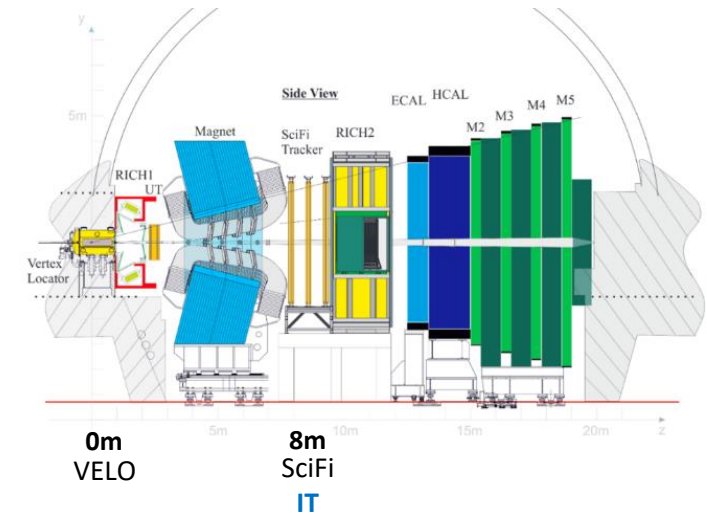 y
5m
Side View
ECAL
HCAL
M2
M3
M4
M5
Magnet
SciFi
Tracker
RICH2
RICH1
UT
Vertex
Locator
5m
10m
15m
20m
z
0m
VELO
8m
SciFi
IT